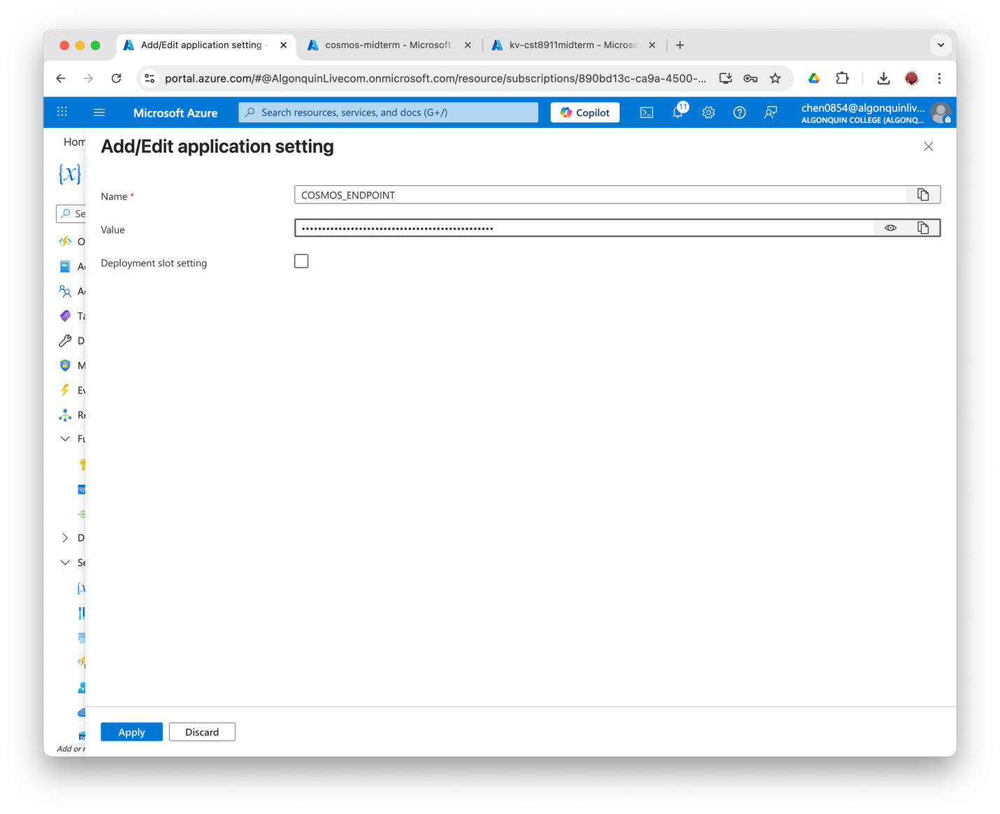 Add/Edit application setting -
cosmos-midterm - Microsoft
kv-cst8911midterm - Microso
portal.azure.com/#@AlgonquinLivecom.onmicrosoft.com/resource/subscriptions/890bd13c-ca9a-4500-...
Microsoft Azure
Search resources, services, and docs (G+/)
Copilot
11
chen0854@algonquinliv...
ALGONQUIN COLLEGE (ALGONQ...
Hom
Add/Edit application setting
{x}
Name *
COSMOS_ENDPOINT
Se
Value
••••••••••••••••••••••••••••••••••••••••••••••
O
Deployment slot setting
Ac
Ac
Ta
D
M
Ev
Re
Fu
D
Se
Apply
Discard
Add or r